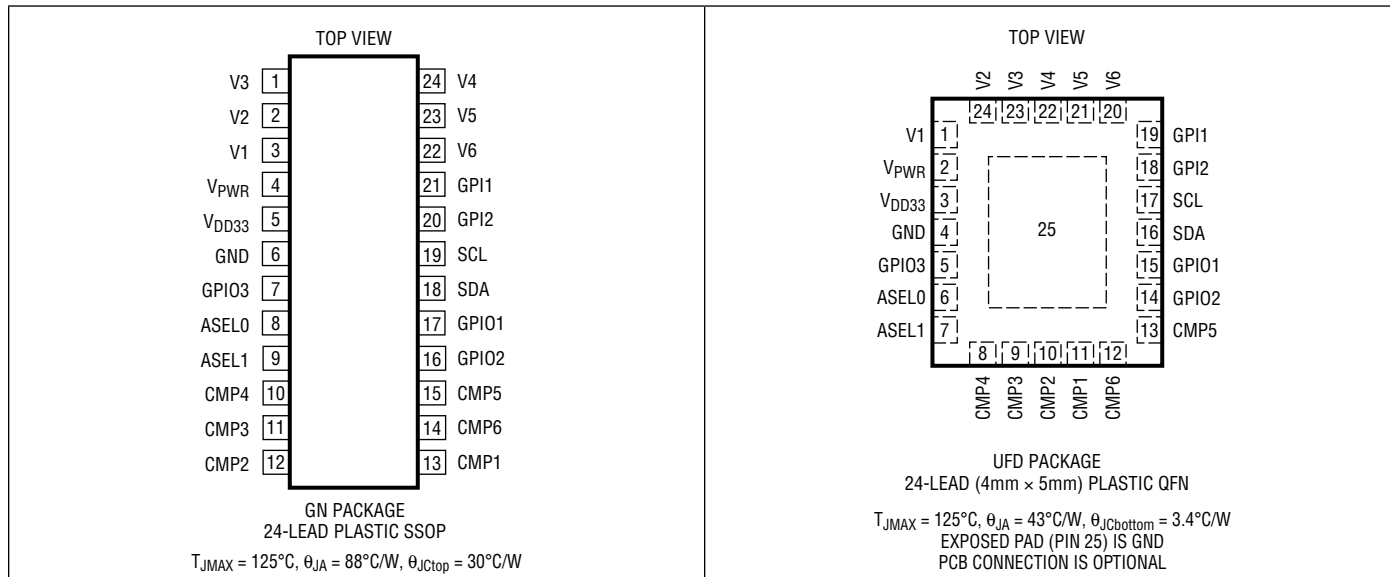 TOP VIEW
V3 1
V2 2
V1 3
VPWR 4
VDD33 5
GND 6
GPIO3 7
ASEL0 8
ASEL1 9
CMP4 10
CMP3 11
CMP2 12
24 V4
23 V5
22 V6
21 GPI1
20 GPI2
19 SCL
18 SDA
17 GPIO1
16 GPIO2
15 CMP5
14 CMP6
13 CMP1
GN PACKAGE
24-LEAD PLASTIC SSOP
TJMAX = 125°C, θJA = 88°C/W, θJCtop = 30°C/W
TOP VIEW
V2 V3 V4 V5 V6
24 23 22 21 20
V1 1
VPWR 2
VDD33 3
GND 4
GPIO3 5
ASEL0 6
ASEL1 7
25
19 GPI1
18 GPI2
17 SCL
16 SDA
15 GPIO1
14 GPIO2
13 CMP5
8 9 10 11 12
CMP4 CMP3 CMP2 CMP1 CMP6
UFD PACKAGE
24-LEAD (4mm × 5mm) PLASTIC QFN
TJMAX = 125°C, θJA = 43°C/W, θJCbottom = 3.4°C/W
EXPOSED PAD (PIN 25) IS GND
PCB CONNECTION IS OPTIONAL